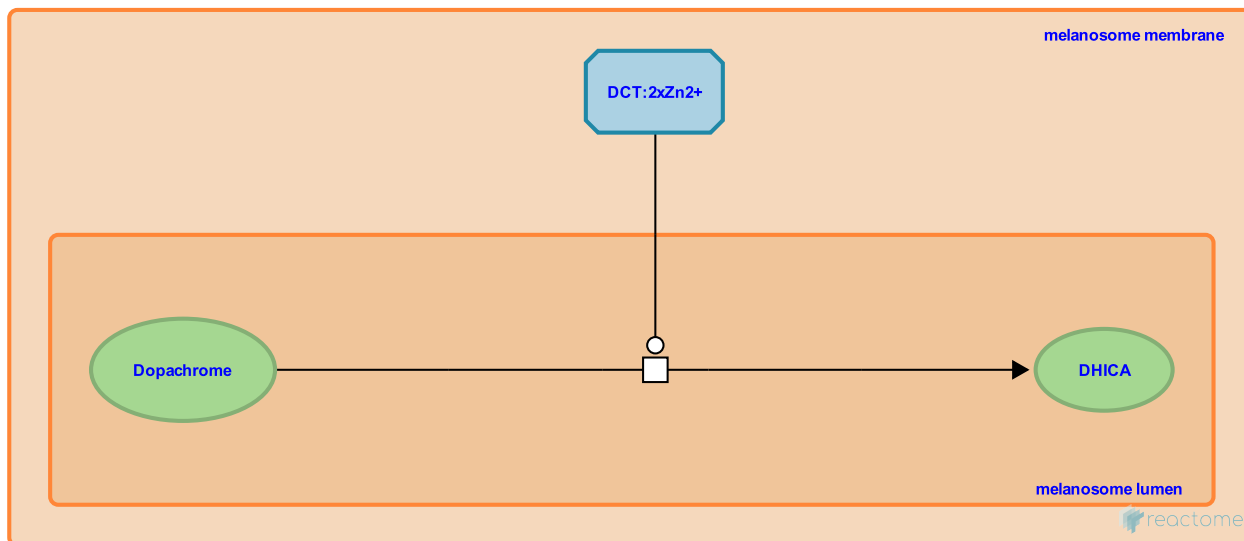 melanosome membrane
DCT:2xZn2+
Dopachrome
DHICA
melanosome lumen
reactome